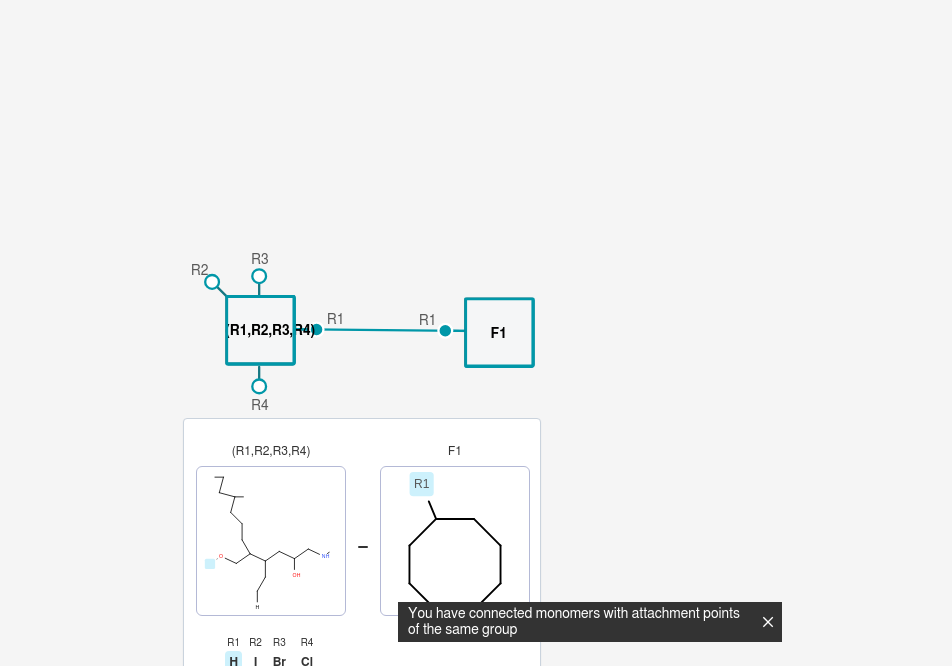 R3
R2
(R1,R2,R3,R4)
R1
R1
F1
R4
(R1,R2,R3,R4)
F1
R1
O
NH
OH
H
You have connected monomers with attachment points
of the same group
R1 R2 R3 R4
H I Br Cl